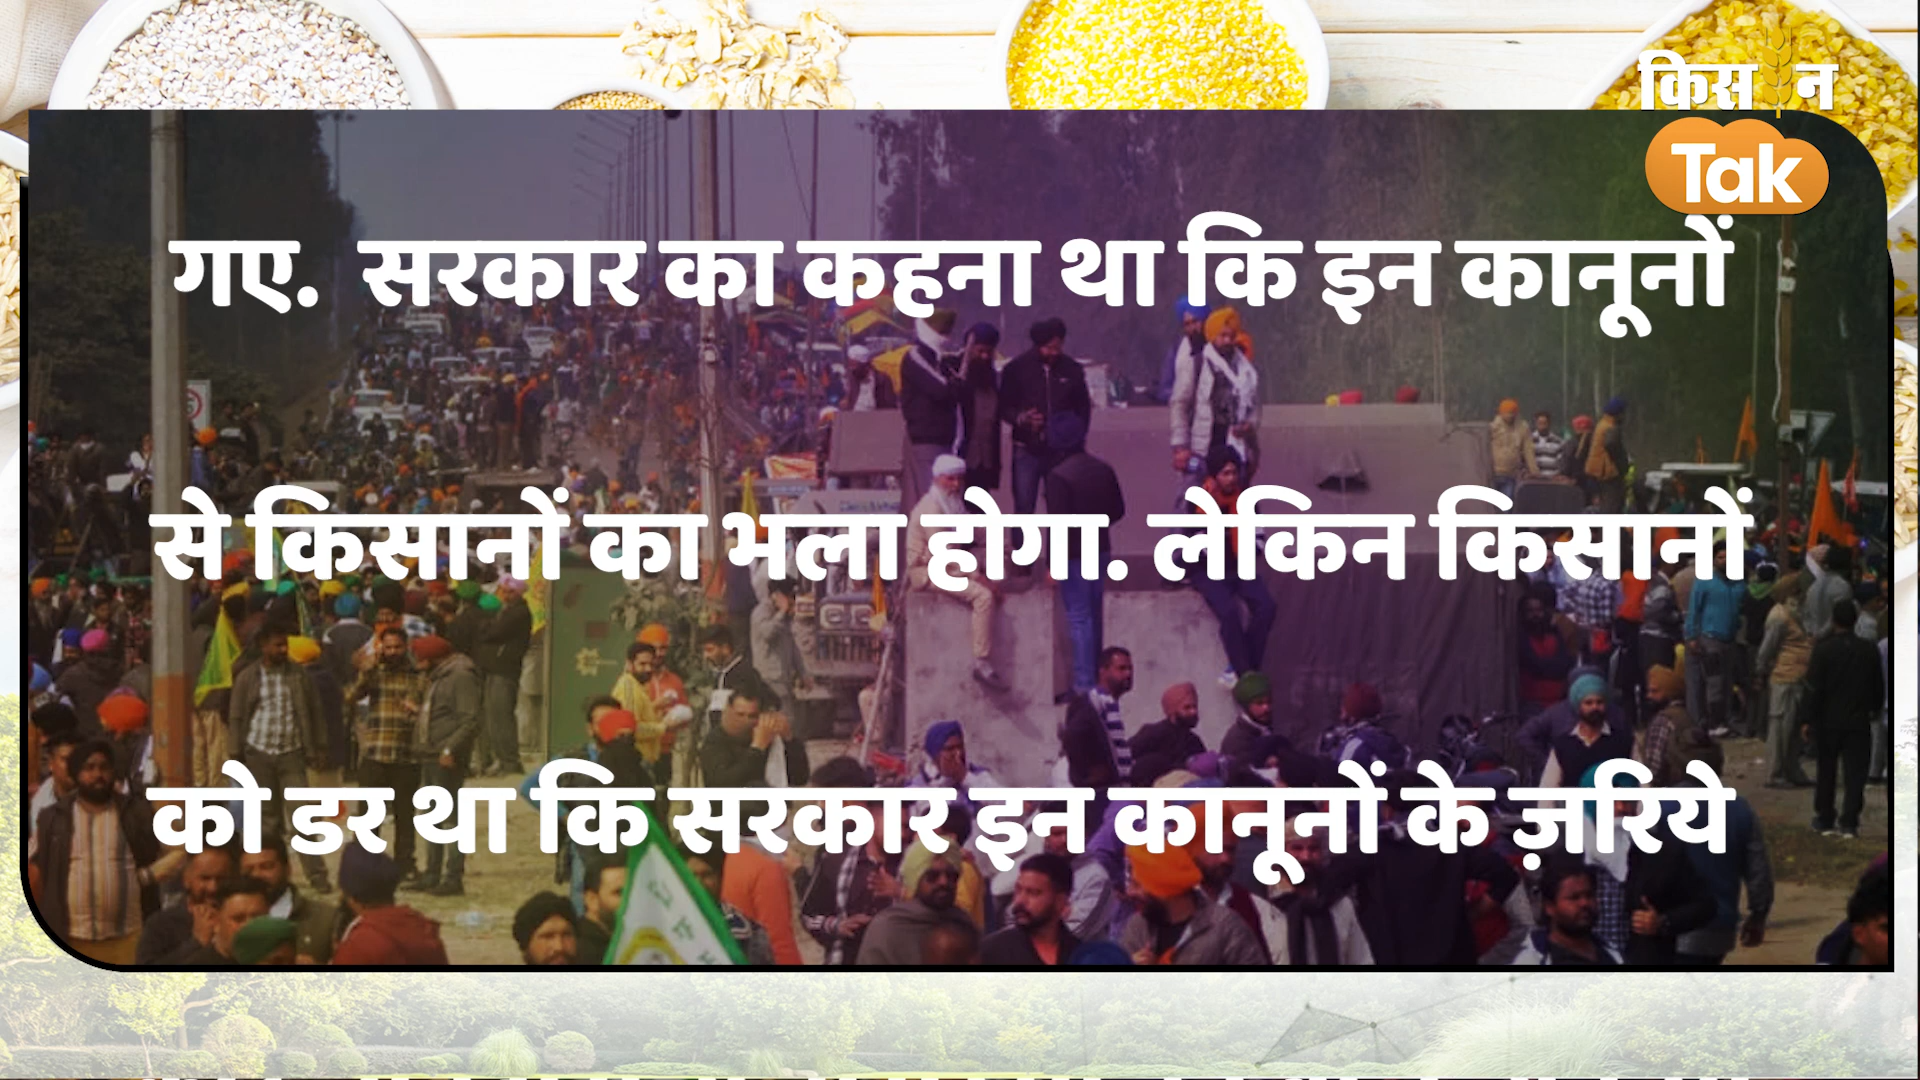 किसान
Tak
गए. सरकार का कहना था कि इन कानूनों
से किसानों का भला होगा. लेकिन किसानों
को डर था कि सरकार इन कानूनों के ज़रिये